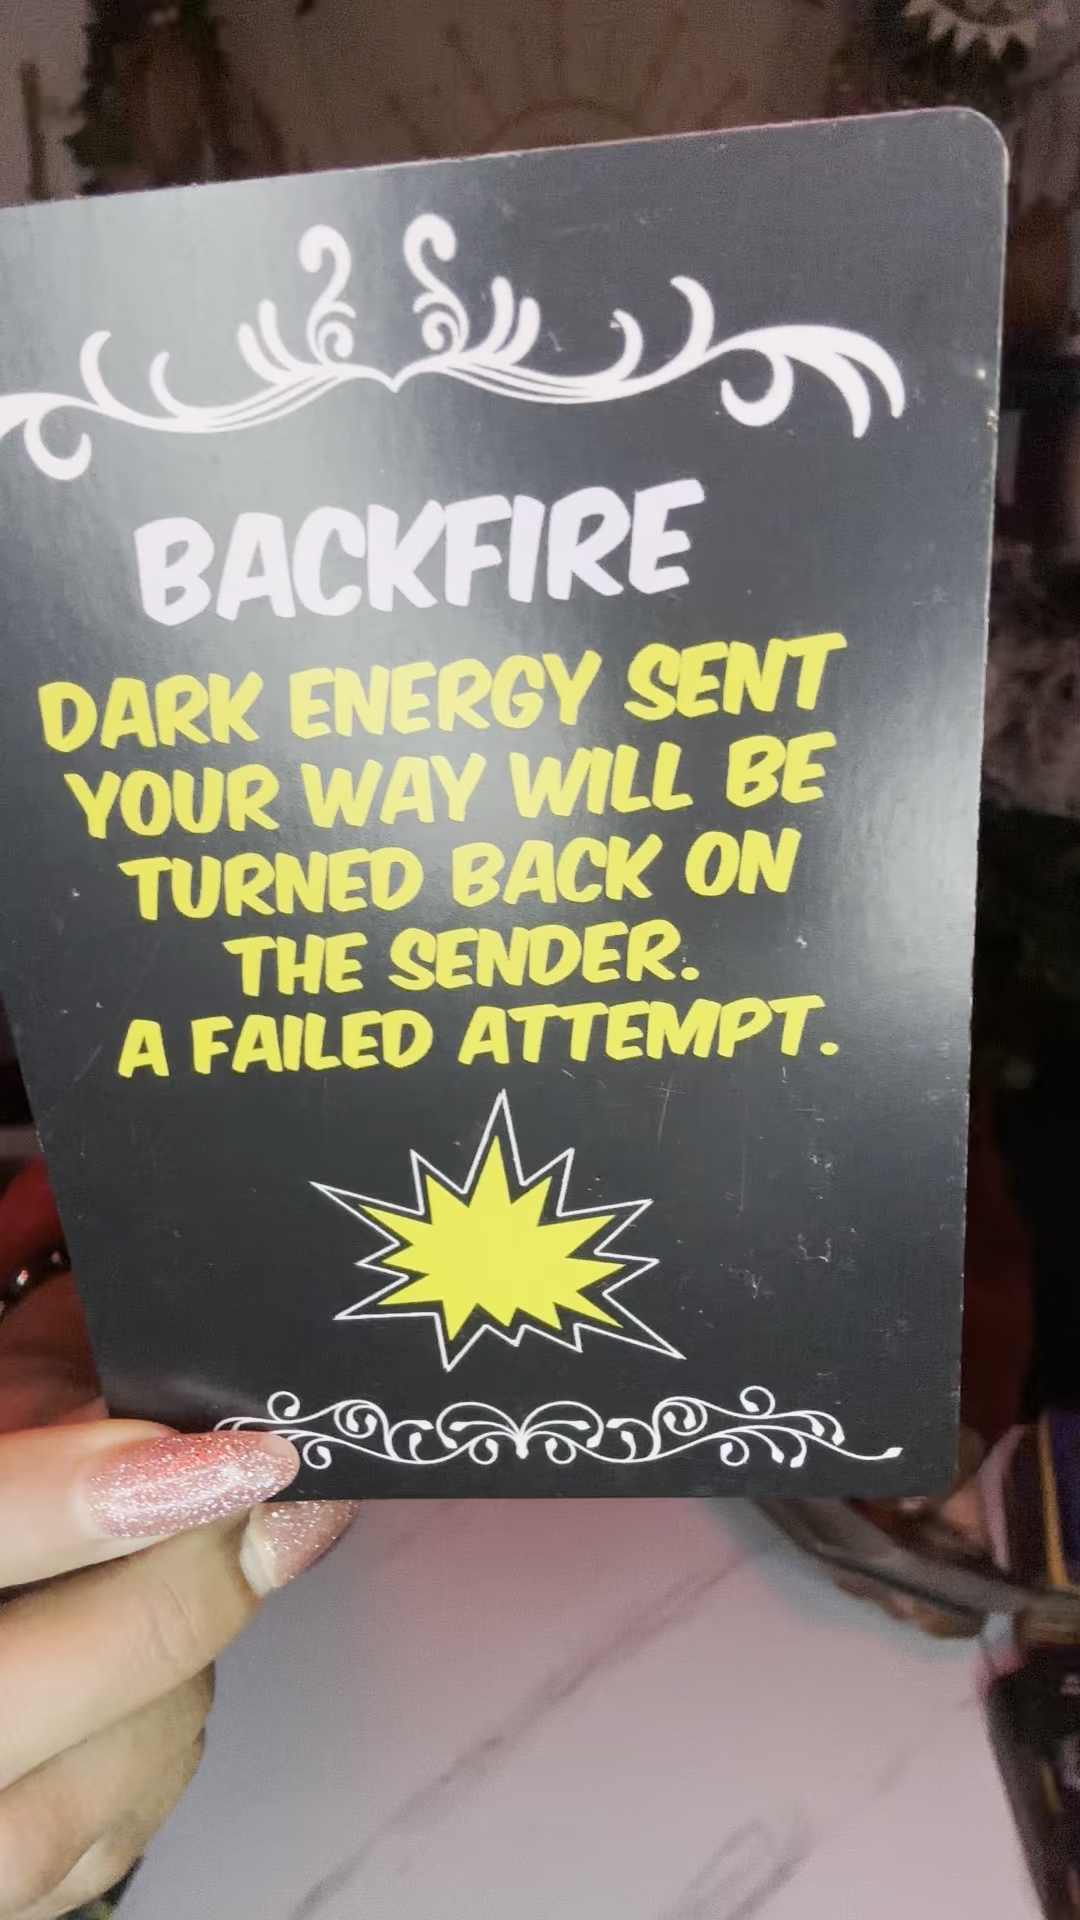 BACKFIRE
DARK ENERGY SENT
YOUR WAY WILL BE
TURNED BACK ON
THE SENDER.
A FAILED ATTEMPT.